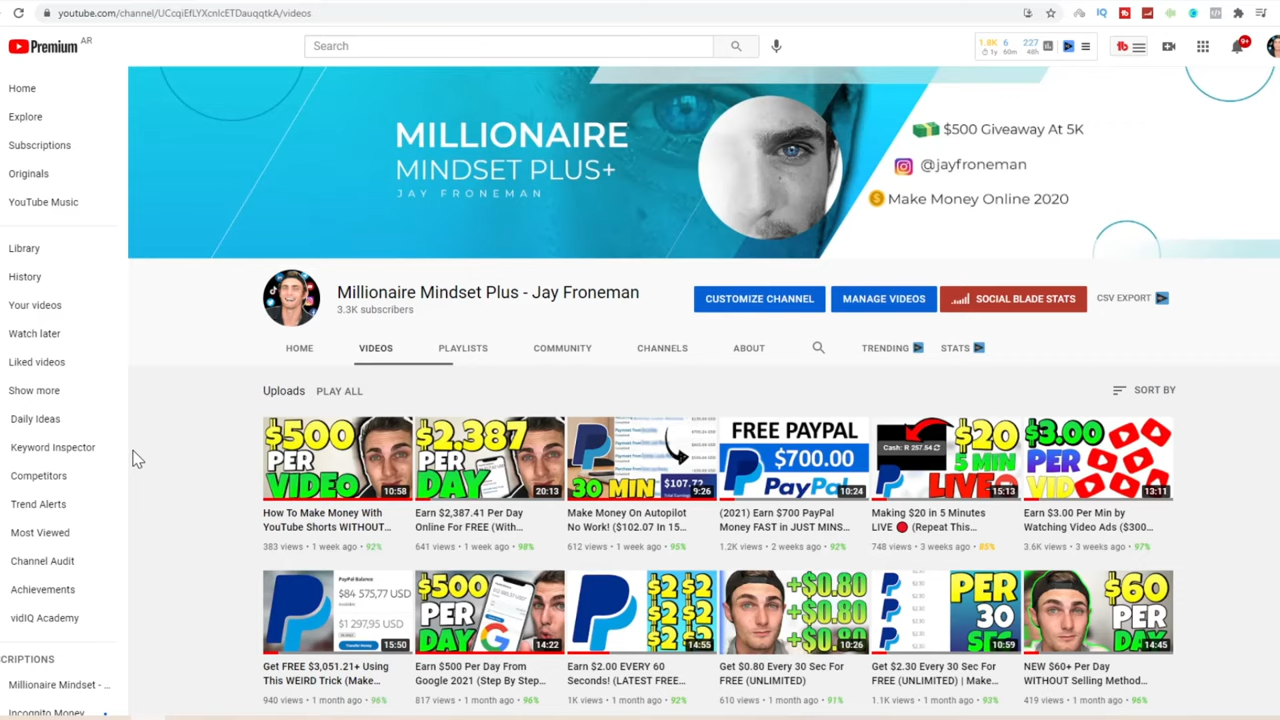 youtube.com/channel/UCcqiEfLYXcnIcETDauqqtkA/videos
Premium AR
Search
1.8K 6 227
1y 60m 48h
tb
9+
Home
Explore
Subscriptions
Originals
YouTube Music
Library
History
Your videos
Watch later
Liked videos
Show more
Daily Ideas
Keyword Inspector
Competitors
Trend Alerts
Most Viewed
Channel Audit
Achievements
vidIQ Academy
CRIPTIONS
Millionaire Mindset - ...
Incognito Money
MILLIONAIRE
MINDSET PLUS+
JAY FRONEMAN
$500 Giveaway At 5K
@jayfroneman
Make Money Online 2020
Millionaire Mindset Plus - Jay Froneman
3.3K subscribers
CUSTOMIZE CHANNEL
MANAGE VIDEOS
SOCIAL BLADE STATS
CSV EXPORT
HOME VIDEOS PLAYLISTS COMMUNITY CHANNELS ABOUT TRENDING STATS
Uploads PLAY ALL
SORT BY
$500
PER
VIDEO
10:58
How To Make Money With
YouTube Shorts WITHOUT...
383 views • 1 week ago • 92%
$2,387
PER
DAY
20:13
Earn $2,387.41 Per Day
Online For FREE (With...
641 views • 1 week ago • 98%
30 MIN
$107.72
9:26
Make Money On Autopilot
No Work! ($102.07 In 15...
612 views • 1 week ago • 95%
FREE PAYPAL
$700.00
PayPal
10:24
(2021) Earn $700 PayPal
Money FAST in JUST MINS...
1.2K views • 2 weeks ago • 92%
Cash: R 257.54
$20
5 MIN
LIVE
15:13
Making $20 in 5 Minutes
LIVE 🔴 (Repeat This...
748 views • 3 weeks ago • 85%
$3.00
PER
VID
13:11
Earn $3.00 Per Min by
Watching Video Ads ($300...
3.6K views • 3 weeks ago • 97%
PayPal Balance
$84 575,77 USD
$1 297,95 USD
Transfer Money
15:50
Get FREE $3,051.21+ Using
This WEIRD Trick (Make...
940 views • 1 month ago • 96%
$500
PER
DAY
14:22
Earn $500 Per Day From
Google 2021 (Step By Step...
817 views • 1 month ago • 96%
$2 $2
$2 $2
$2 $2
14:55
Earn $2.00 EVERY 60
Seconds! (LATEST FREE...
1K views • 1 month ago • 92%
+$0.80
+$0.80
+$0.80
10:26
Get $0.80 Every 30 Sec For
FREE (UNLIMITED)
610 views • 1 month ago • 91%
$2.30
PER
30
SEC
10:59
Get $2.30 Every 30 Sec For
FREE (UNLIMITED) | Make...
1.1K views • 1 month ago • 93%
$60
PER
DAY
14:45
NEW $60+ Per Day
WITHOUT Selling Method...
419 views • 1 month ago • 96%